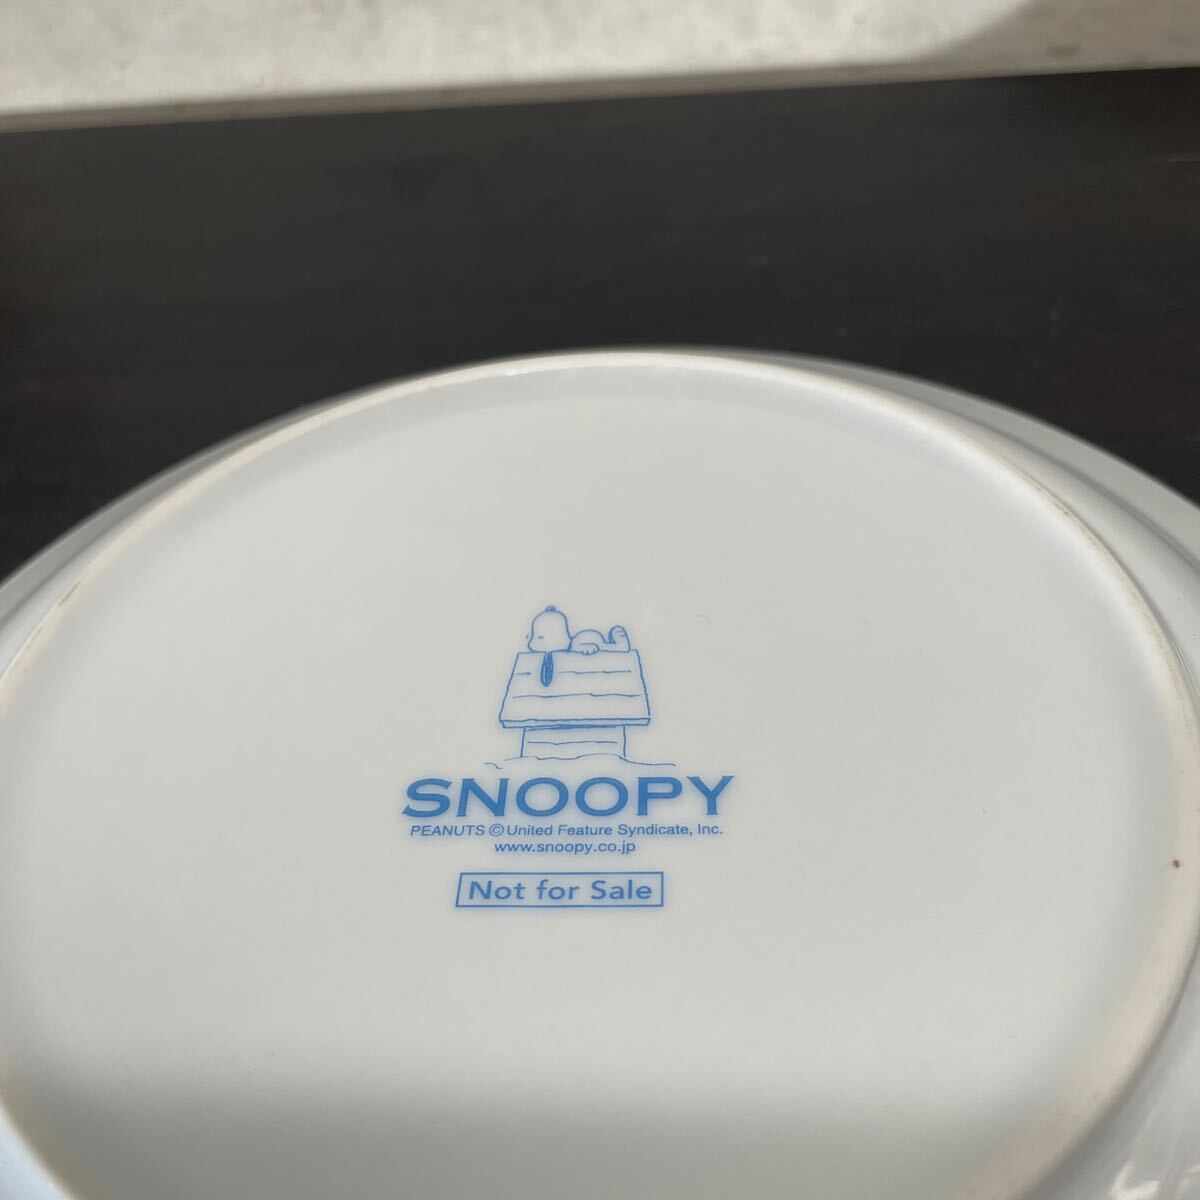 SNOOPY
PEANUTS © United Feature Syndicate, Inc.
www.snoopy.co.jp
Not for Sale